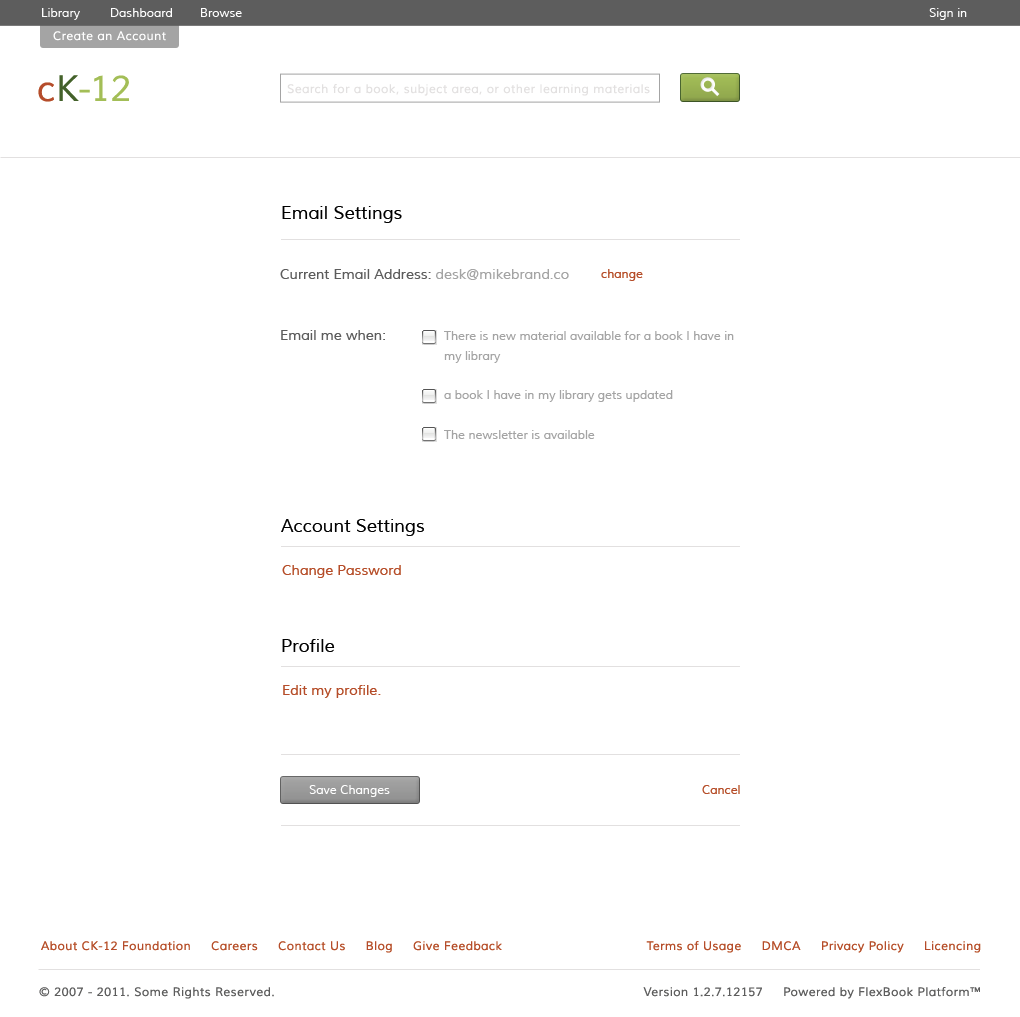 Library Dashboard Browse Sign in
Create an Account
cK-12
Search for a book, subject area, or other learning materials
Email Settings
Current Email Address: desk@mikebrand.co change
Email me when:
There is new material available for a book I have in
my library
a book I have in my library gets updated
The newsletter is available
Account Settings
Change Password
Profile
Edit my profile.
Save Changes Cancel
About CK-12 Foundation Careers Contact Us Blog Give Feedback Terms of Usage DMCA Privacy Policy Licencing
© 2007 - 2011. Some Rights Reserved. Version 1.2.7.12157 Powered by FlexBook Platform™